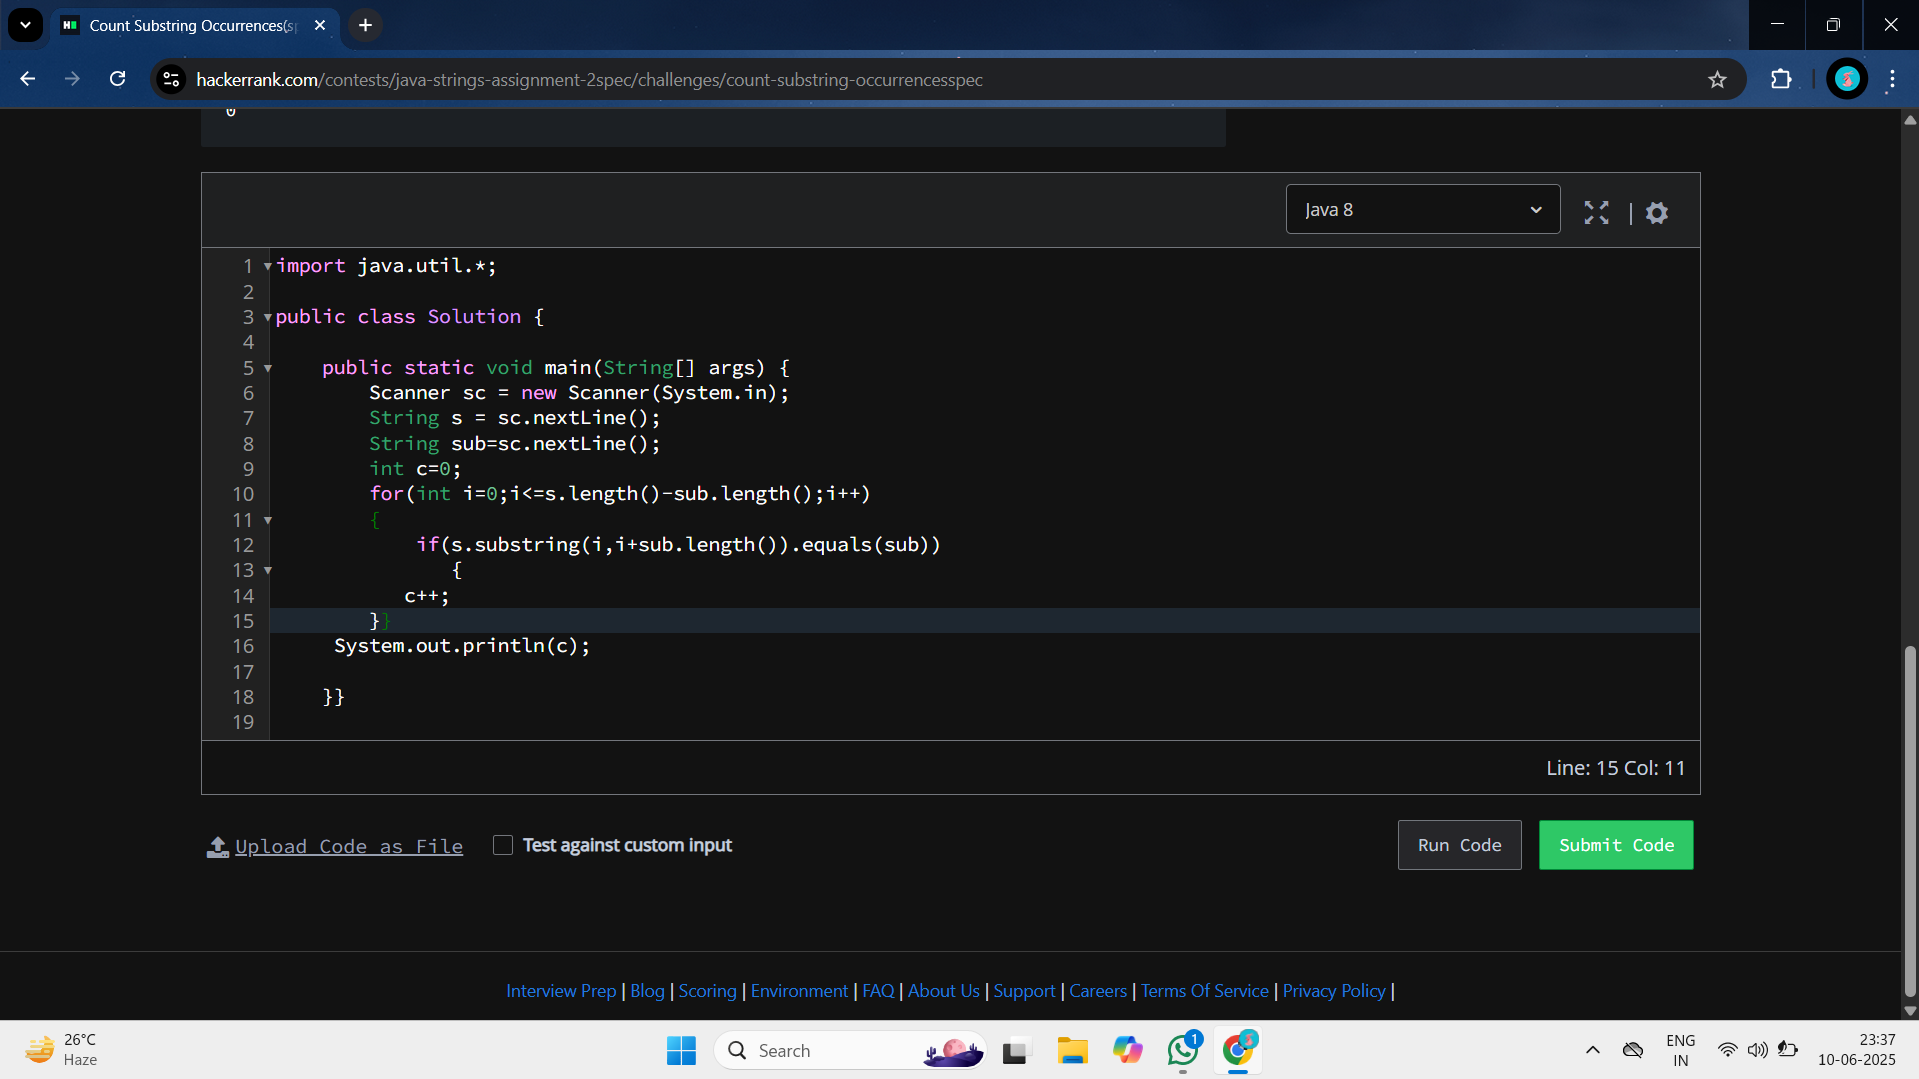 Count Substring Occurrences(sp
hackerrank.com/contests/java-strings-assignment-2spec/challenges/count-substring-occurrencesspec
0
Java 8
1 import java.util.*;
2
3 public class Solution {
4
5 public static void main(String[] args) {
6 Scanner sc = new Scanner(System.in);
7 String s = sc.nextLine();
8 String sub=sc.nextLine();
9 int c=0;
10 for(int i=0;i<=s.length()-sub.length();i++)
11 {
12 if(s.substring(i,i+sub.length()).equals(sub))
13 {
14 c++;
15 }}
16 System.out.println(c);
17
18 }}
19
Line: 15 Col: 11
Upload Code as File
Test against custom input
Run Code
Submit Code
Interview Prep | Blog | Scoring | Environment | FAQ | About Us | Support | Careers | Terms Of Service | Privacy Policy |
26°C
Haze
Search
1
ENG
IN
23:37
10-06-2025